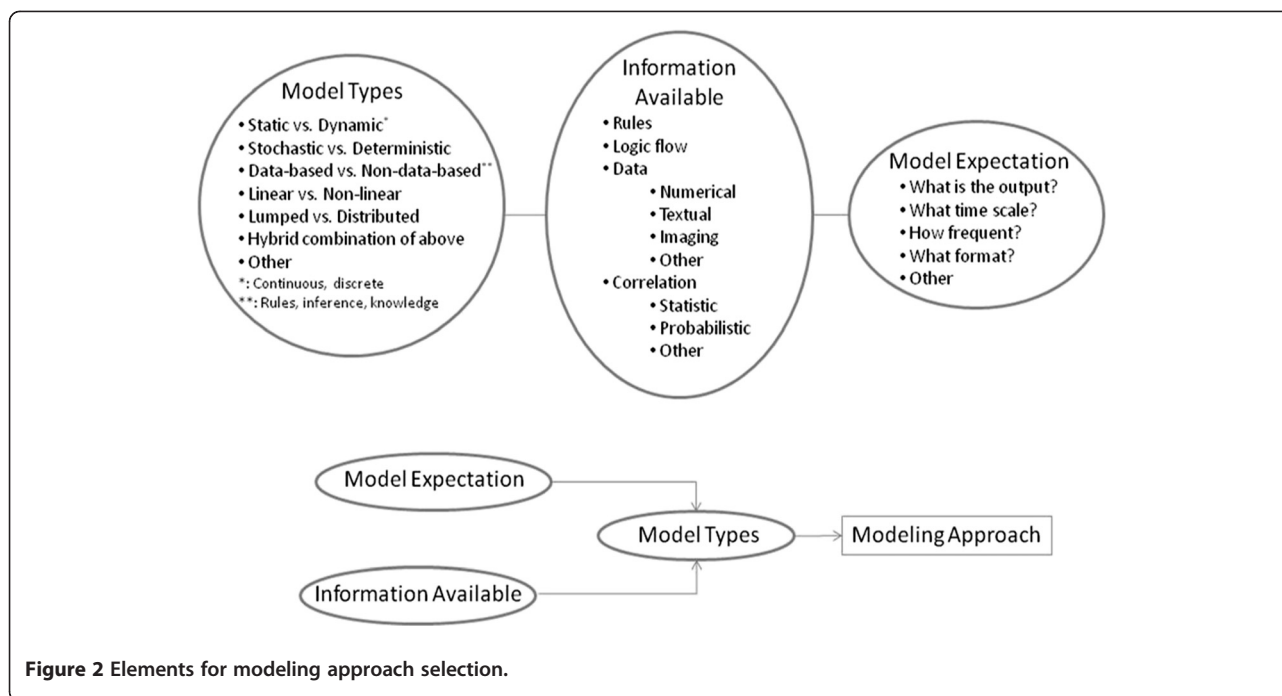 Model Types
• Static vs. Dynamic*
• Stochastic vs. Deterministic
• Data-based vs. Non-data-based**
• Linear vs. Non-linear
• Lumped vs. Distributed
• Hybrid combination of above
• Other
*: Continuous, discrete
**: Rules, inference, knowledge
Information
Available
• Rules
• Logic flow
• Data
• Numerical
• Textual
• Imaging
• Other
• Correlation
• Statistic
• Probabilistic
• Other
Model Expectation
• What is the output?
• What time scale?
• How frequent?
• What format?
• Other
Model Expectation
Model Types
Modeling Approach
Information Available
Figure 2 Elements for modeling approach selection.